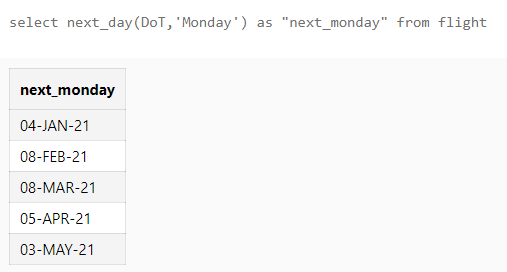 select next_day(DoT,'Monday') as "next_monday" from flight
next_monday
04-JAN-21
08-FEB-21
08-MAR-21
05-APR-21
03-MAY-21